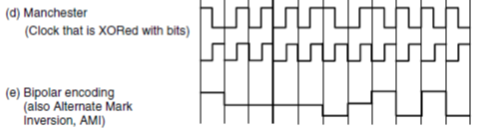 (d) Manchester
(Clock that is XORed with bits)
(e) Bipolar encoding
(also Alternate Mark
Inversion, AMI)